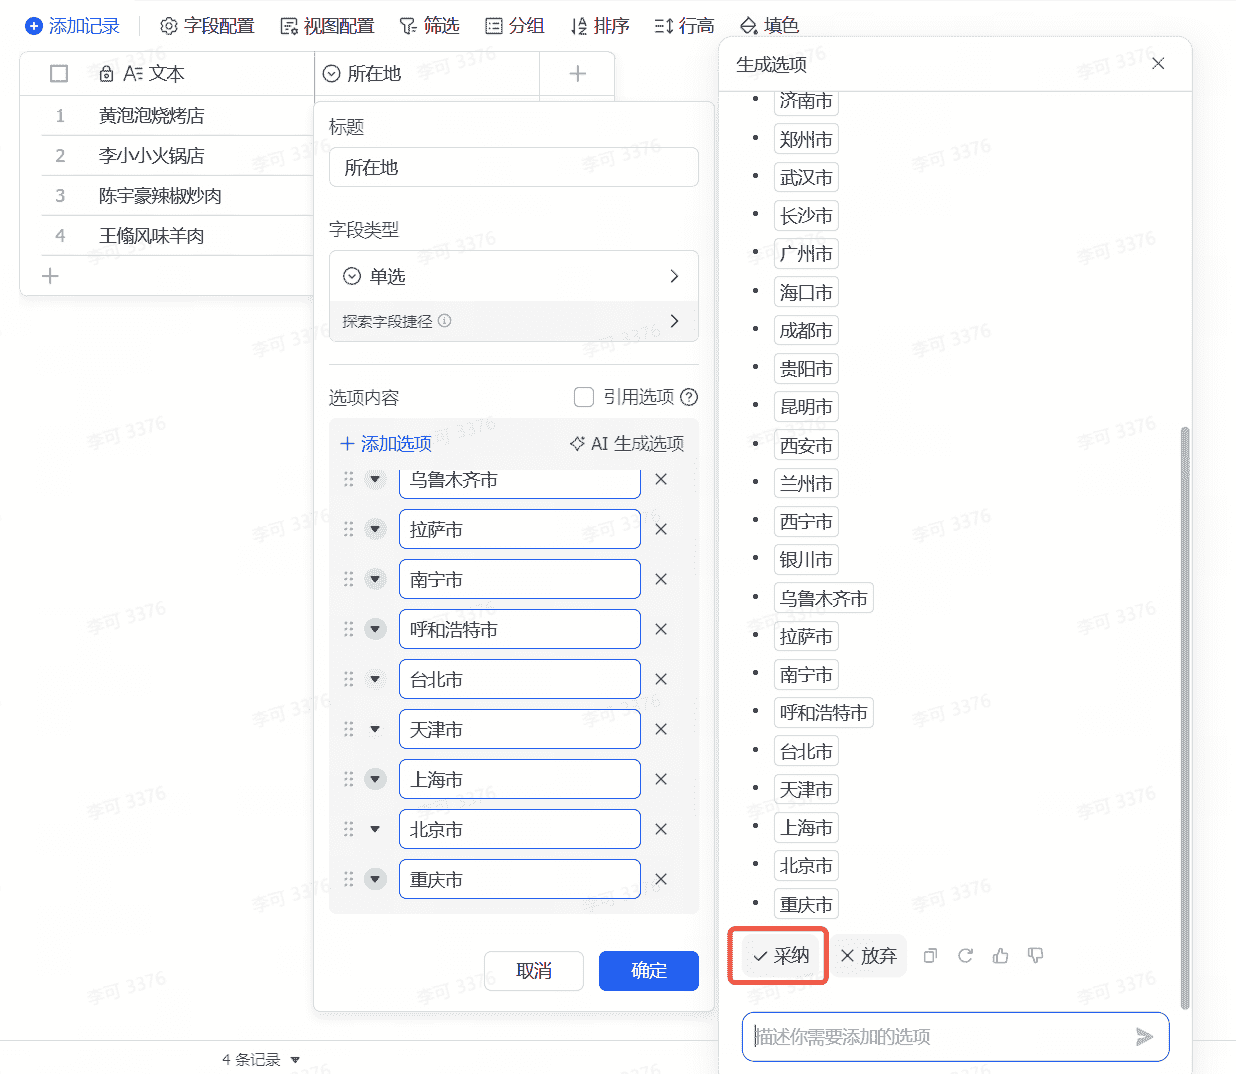 添加记录 字段配置 视图配置 筛选 分组 排序 行高 填色
文本 所在地
1 黄泡泡烧烤店
2 李小小火锅店
3 陈宇豪辣椒炒肉
4 王脩风味羊肉
标题
所在地
字段类型
单选
探索字段捷径
选项内容 引用选项
添加选项 AI 生成选项
乌鲁木齐市
拉萨市
南宁市
呼和浩特市
台北市
天津市
上海市
北京市
重庆市
取消 确定
4 条记录
生成选项
济南市
郑州市
武汉市
长沙市
广州市
海口市
成都市
贵阳市
昆明市
西安市
兰州市
西宁市
银川市
乌鲁木齐市
拉萨市
南宁市
呼和浩特市
台北市
天津市
上海市
北京市
重庆市
采纳 放弃
描述你需要添加的选项
李可 3376